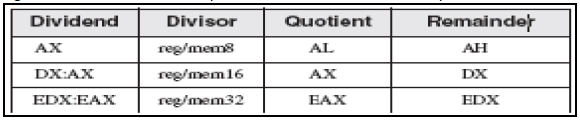 Dividend Divisor Quotient Remainder
AX reg/mem8 AL AH
DX:AX reg/mem16 AX DX
EDX:EAX reg/mem32 EAX EDX